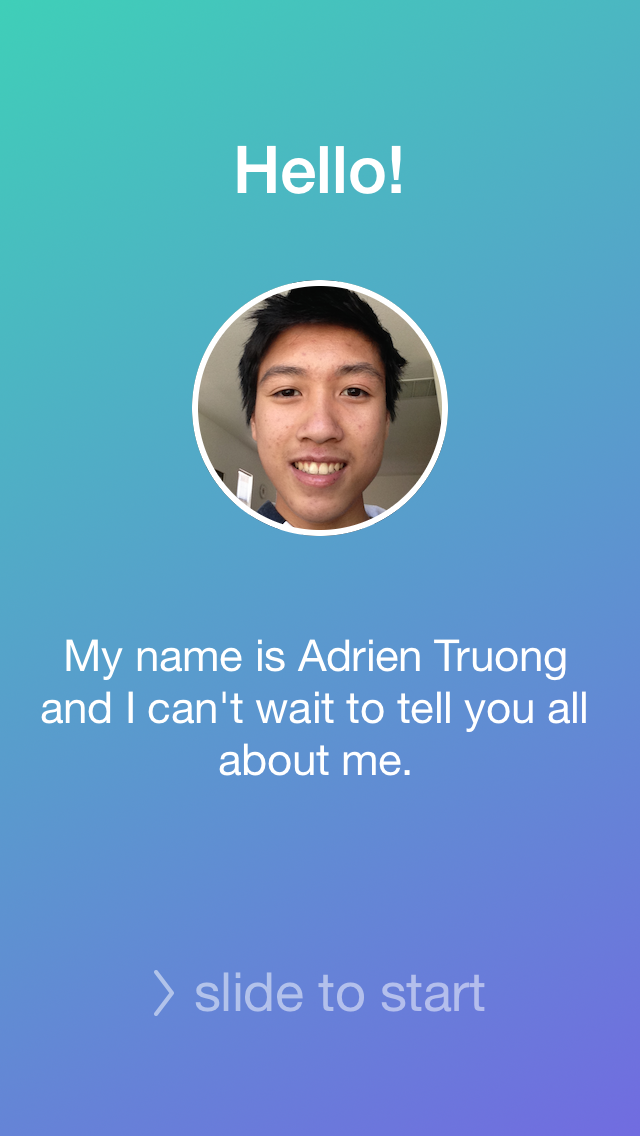 Hello!
My name is Adrien Truong
and I can't wait to tell you all
about me.
slide to start